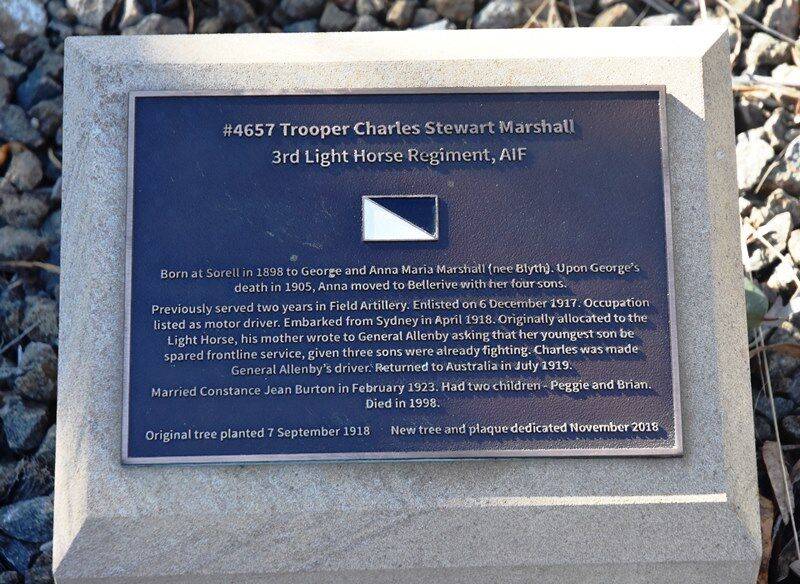 #4657 Trooper Charles Stewart Marshall
3rd Light Horse Regiment, AIF
Born at Sorell in 1898 to George and Anna Maria Marshall (nee Blyth). Upon George's
death in 1905, Anna moved to Bellerive with her four sons.
Previously served two years in Field Artillery. Enlisted on 6 December 1917. Occupation
listed as motor driver. Embarked from Sydney in April 1918. Originally allocated to the
Light Horse, his mother wrote to General Allenby asking that her youngest son be
spared frontline service, given three sons were already fighting. Charles was made
General Allenby's driver. Returned to Australia in July 1919.
Married Constance Jean Burton in February 1923. Had two children - Peggie and Brian.
Died in 1998.
Original tree planted 7 September 1918 New tree and plaque dedicated November 2018